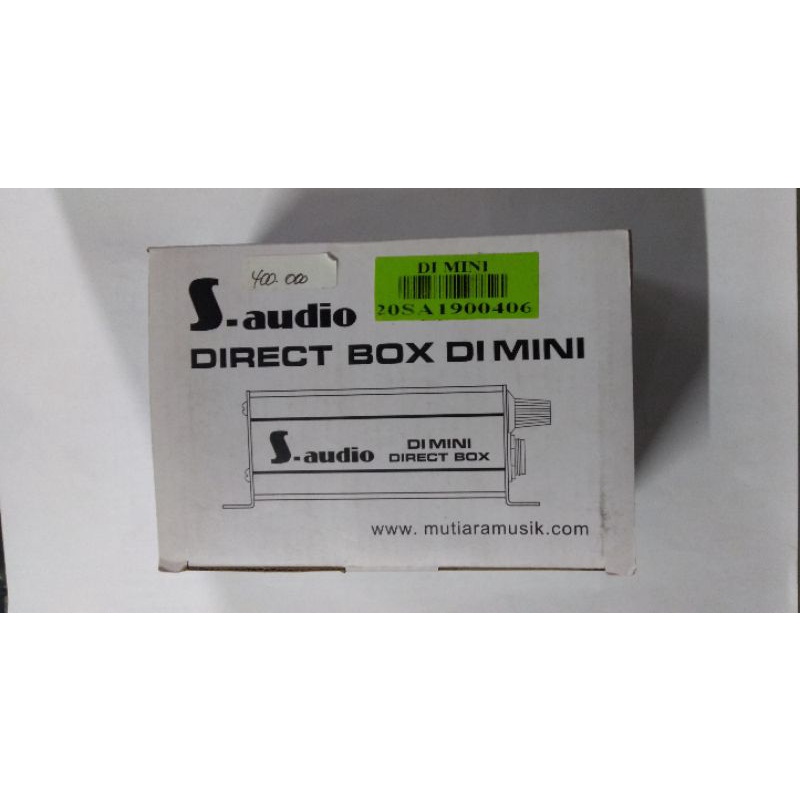 400.000
DI MINI
20SA1900406
S-audio
DIRECT BOX DI MINI
S-audio
DI MINI
DIRECT BOX
www. mutiaramusik.com